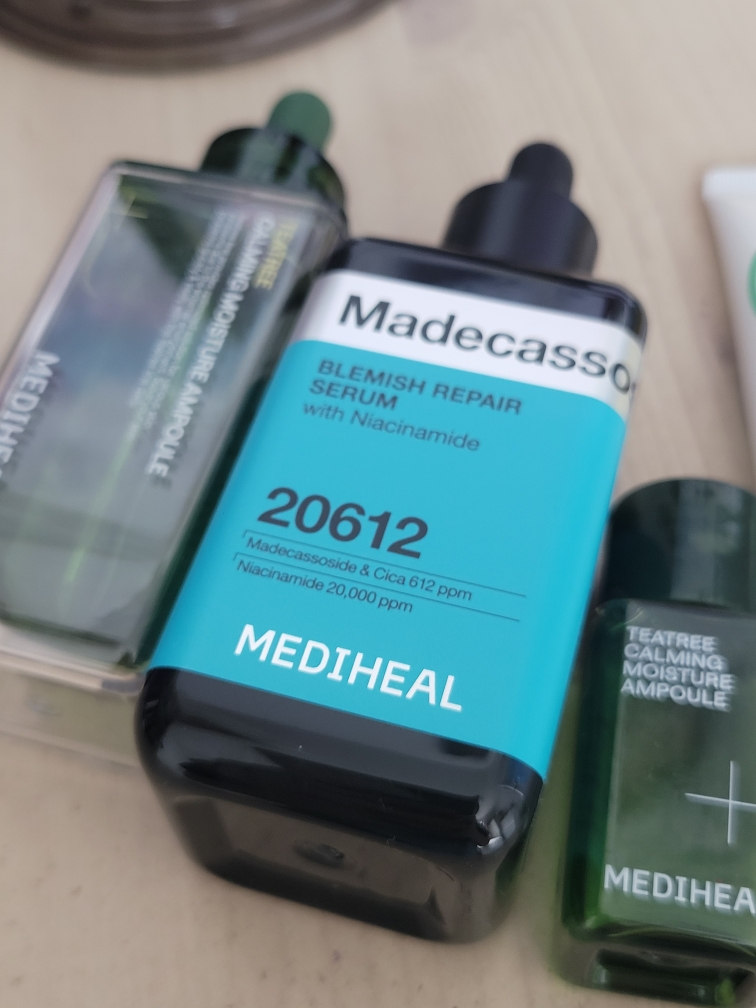 TEATREE
CALMING MOISTURE AMPOULE
MEDIHEA
Madecasso
BLEMISH REPAIR
SERUM
with Niacinamide
20612
Madecassoside & Cica 612 ppm
Niacinamide 20,000 ppm
MEDIHEAL
TEATREE
CALMING
MOISTURE
AMPOULE
MEDIHEA